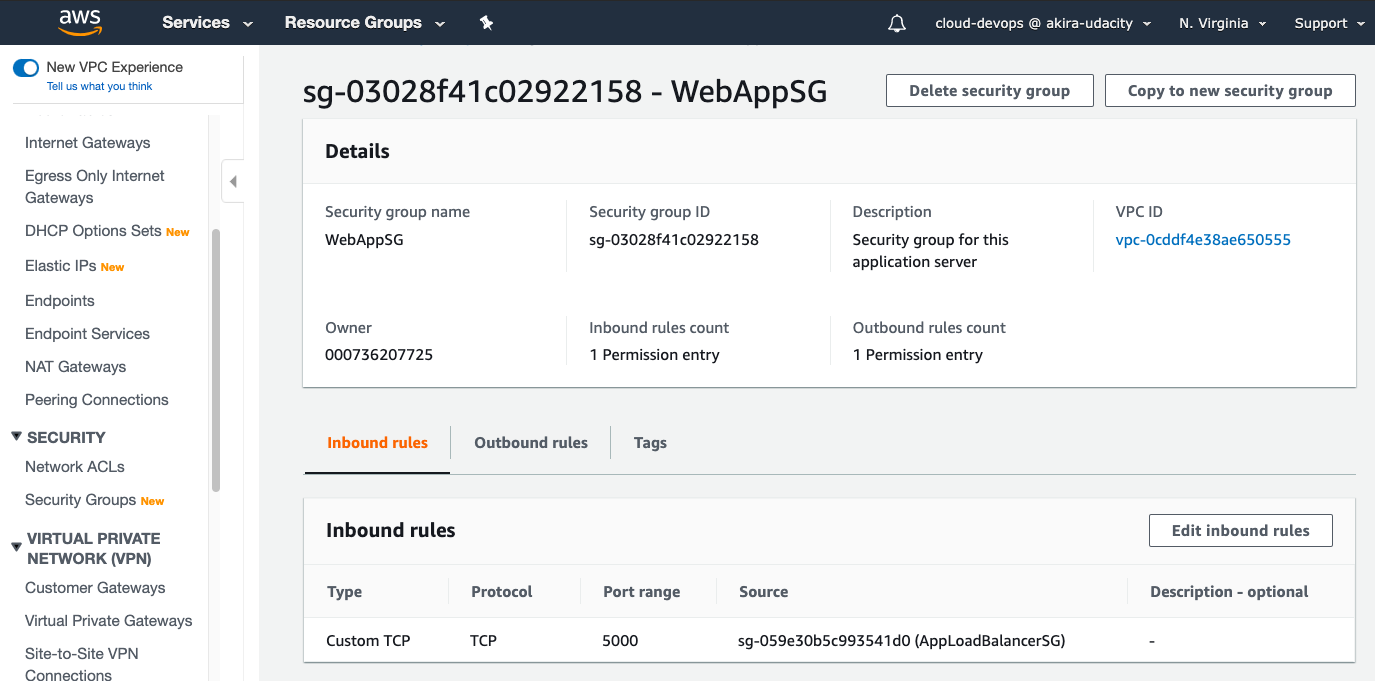 aws
Services
Resource Groups
cloud-devops @ akira-udacity
N. Virginia
Support
New VPC Experience
Tell us what you think
Internet Gateways
Egress Only Internet
Gateways
DHCP Options Sets New
Elastic IPs New
Endpoints
Endpoint Services
NAT Gateways
Peering Connections
SECURITY
Network ACLs
Security Groups New
VIRTUAL PRIVATE
NETWORK (VPN)
Customer Gateways
Virtual Private Gateways
Site-to-Site VPN
Connections
sg-03028f41c02922158 - WebAppSG
Delete security group
Copy to new security group
Details
Security group name
WebAppSG
Security group ID
sg-03028f41c02922158
Description
Security group for this
application server
VPC ID
vpc-0cddf4e38ae650555
Owner
000736207725
Inbound rules count
1 Permission entry
Outbound rules count
1 Permission entry
Inbound rules
Outbound rules
Tags
Inbound rules
Edit inbound rules
Type Protocol Port range Source Description - optional
Custom TCP TCP 5000 sg-059e30b5c993541d0 (AppLoadBalancerSG) -